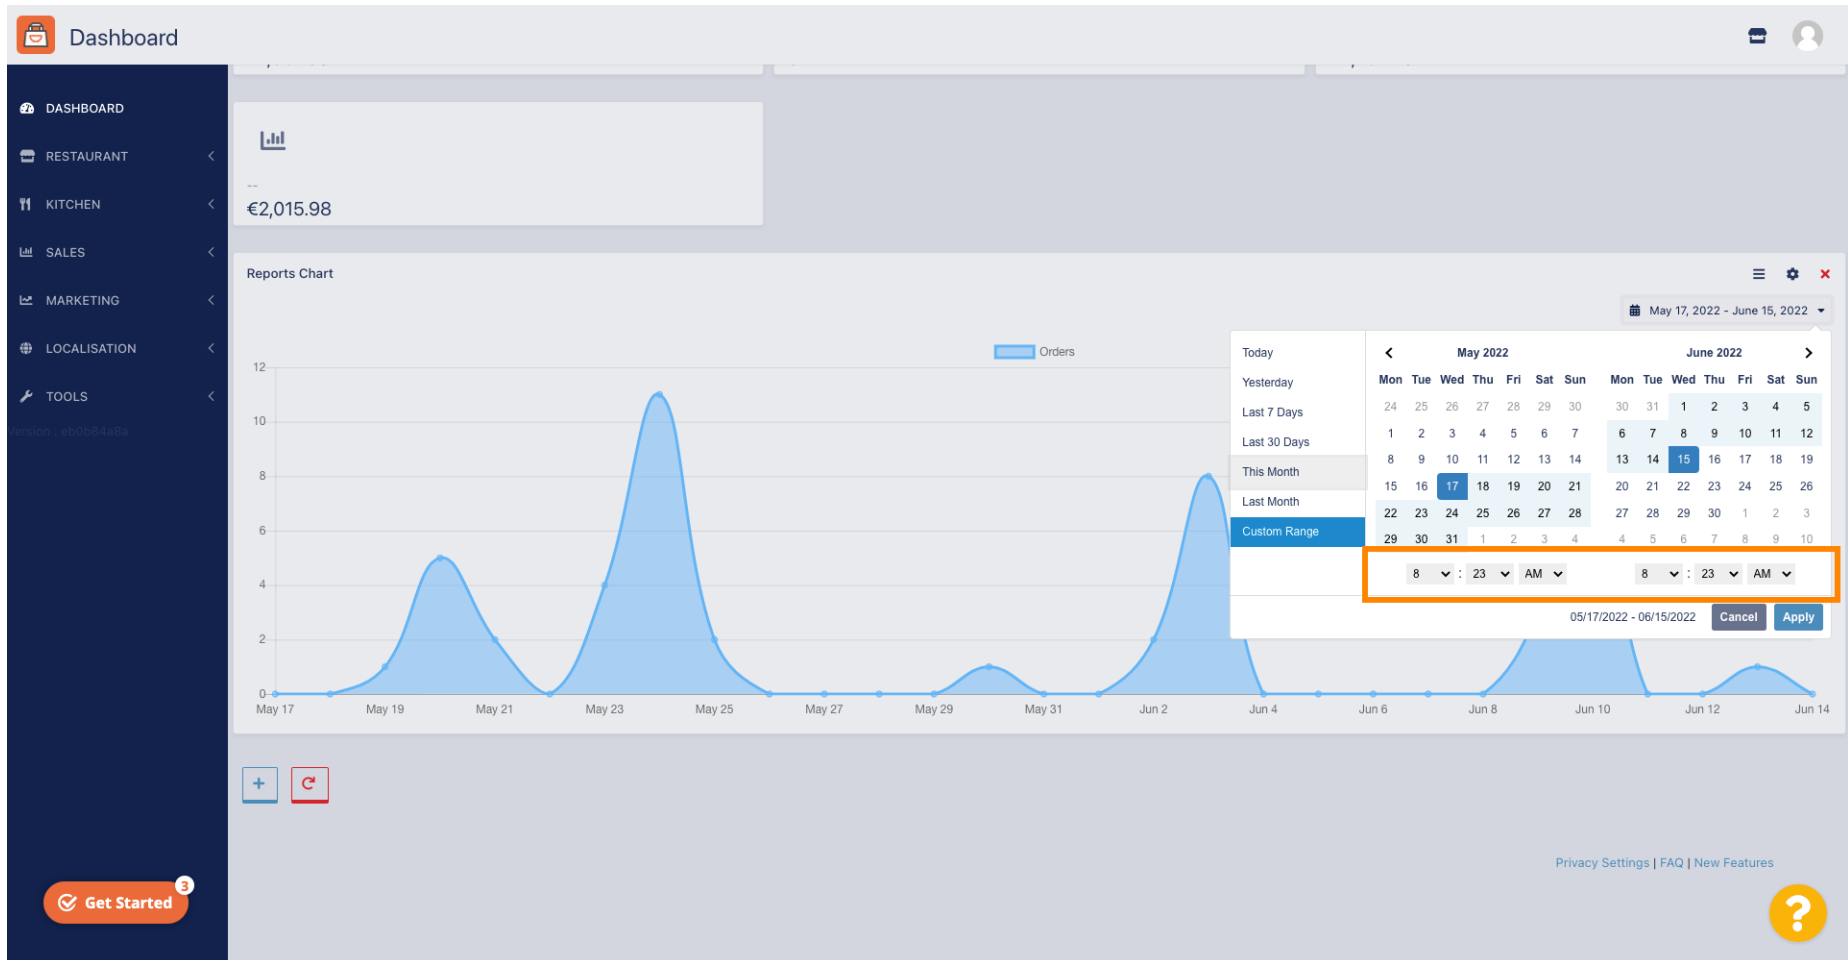 Dashboard
DASHBOARD
RESTAURANT
KITCHEN
SALES
MARKETING
LOCALISATION
TOOLS
Version : eb0b84a8a
--
€2,015.98
Reports Chart
May 17, 2022 - June 15, 2022
Orders
12
10
8
6
4
2
0
May 17 May 19 May 21 May 23 May 25 May 27 May 29 May 31 Jun 2 Jun 4 Jun 6 Jun 8 Jun 10 Jun 12 Jun 14
Today
Yesterday
Last 7 Days
Last 30 Days
This Month
Last Month
Custom Range
May 2022
Mon Tue Wed Thu Fri Sat Sun
24 25 26 27 28 29 30
1 2 3 4 5 6 7
8 9 10 11 12 13 14
15 16 17 18 19 20 21
22 23 24 25 26 27 28
29 30 31 1 2 3 4
8 : 23 AM
June 2022
Mon Tue Wed Thu Fri Sat Sun
30 31 1 2 3 4 5
6 7 8 9 10 11 12
13 14 15 16 17 18 19
20 21 22 23 24 25 26
27 28 29 30 1 2 3
4 5 6 7 8 9 10
8 : 23 AM
05/17/2022 - 06/15/2022 Cancel Apply
Privacy Settings | FAQ | New Features
Get Started 3
?